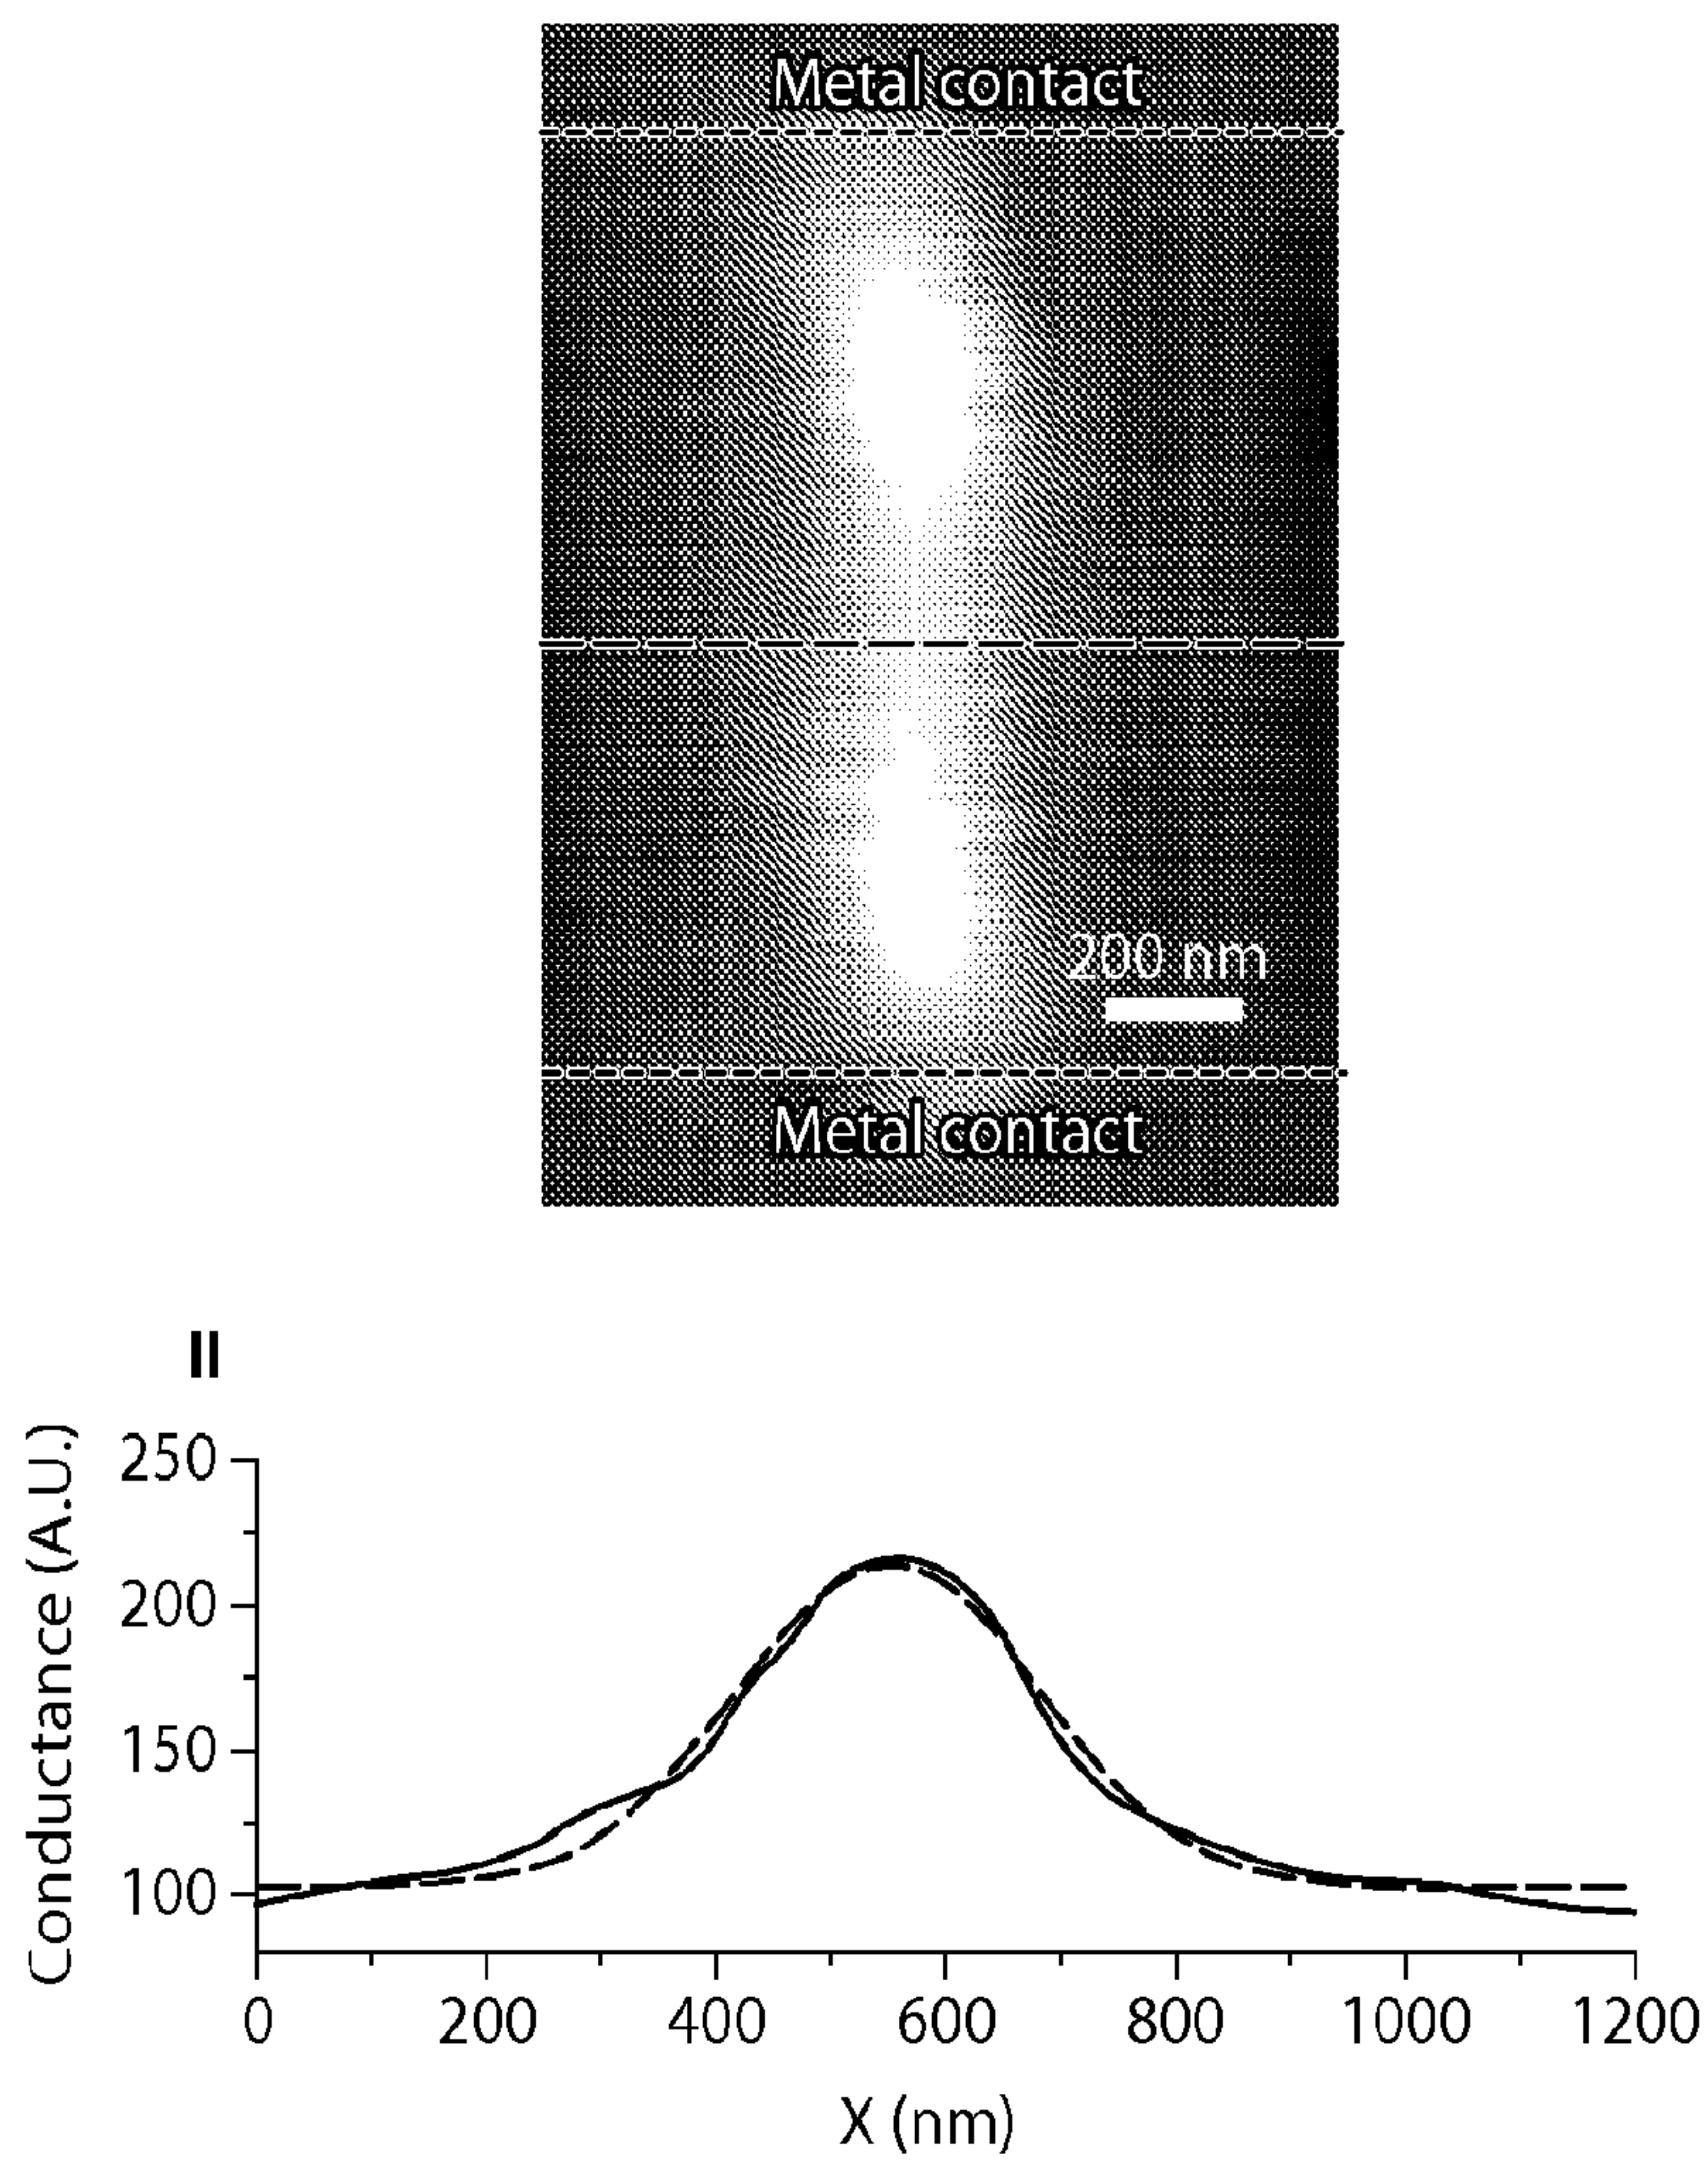 Metal contact
200 nm
Metal contact
II
Conductance (A.U.)
250
200
150
100
0 200 400 600 800 1000 1200
X (nm)